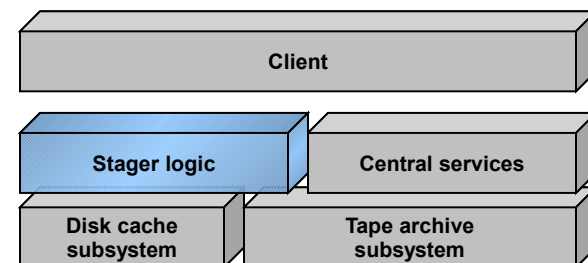 Client
Stager logic
Central services
Disk cache
subsystem
Tape archive
subsystem